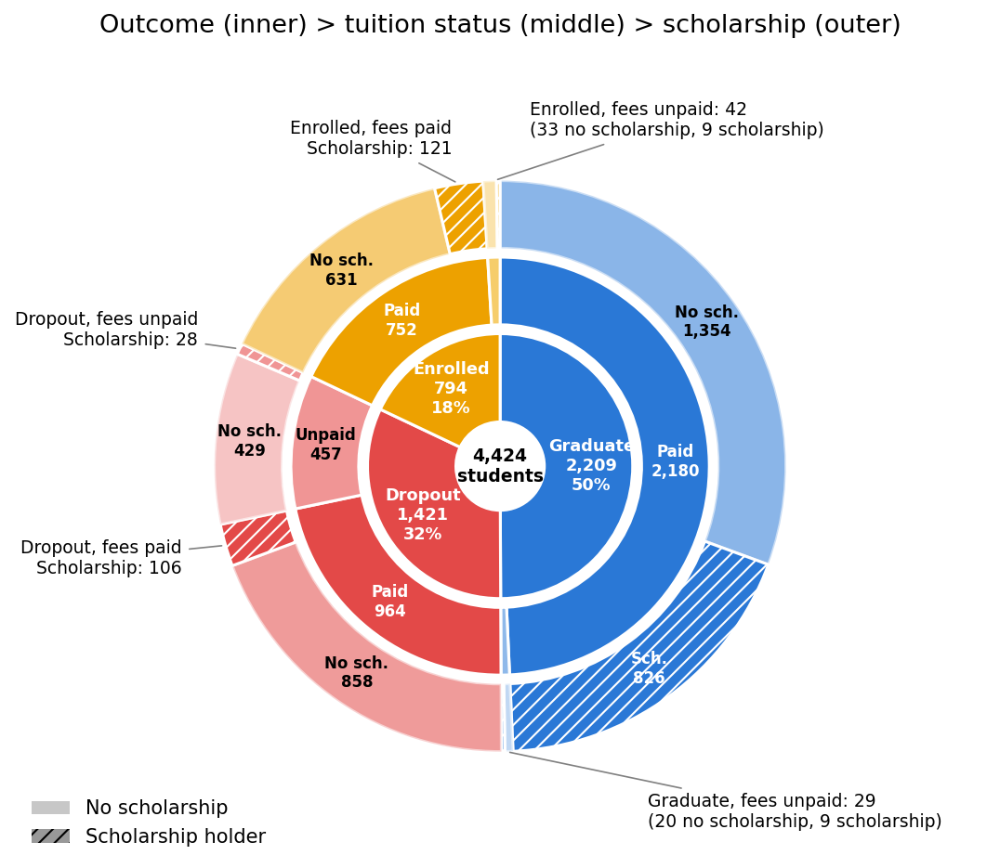 Outcome (inner) > tuition status (middle) > scholarship (outer)
Enrolled, fees unpaid: 42
(33 no scholarship, 9 scholarship)
Enrolled, fees paid
Scholarship: 121
No sch.
631
Paid
752
No sch.
1,354
Dropout, fees unpaid
Scholarship: 28
Enrolled
794
18%
No sch.
429
Unpaid
457
4,424
students
Graduate
2,209
50%
Paid
2,180
Dropout
1,421
32%
Dropout, fees paid
Scholarship: 106
Paid
964
No sch.
858
Sch.
826
Graduate, fees unpaid: 29
(20 no scholarship, 9 scholarship)
No scholarship
Scholarship holder